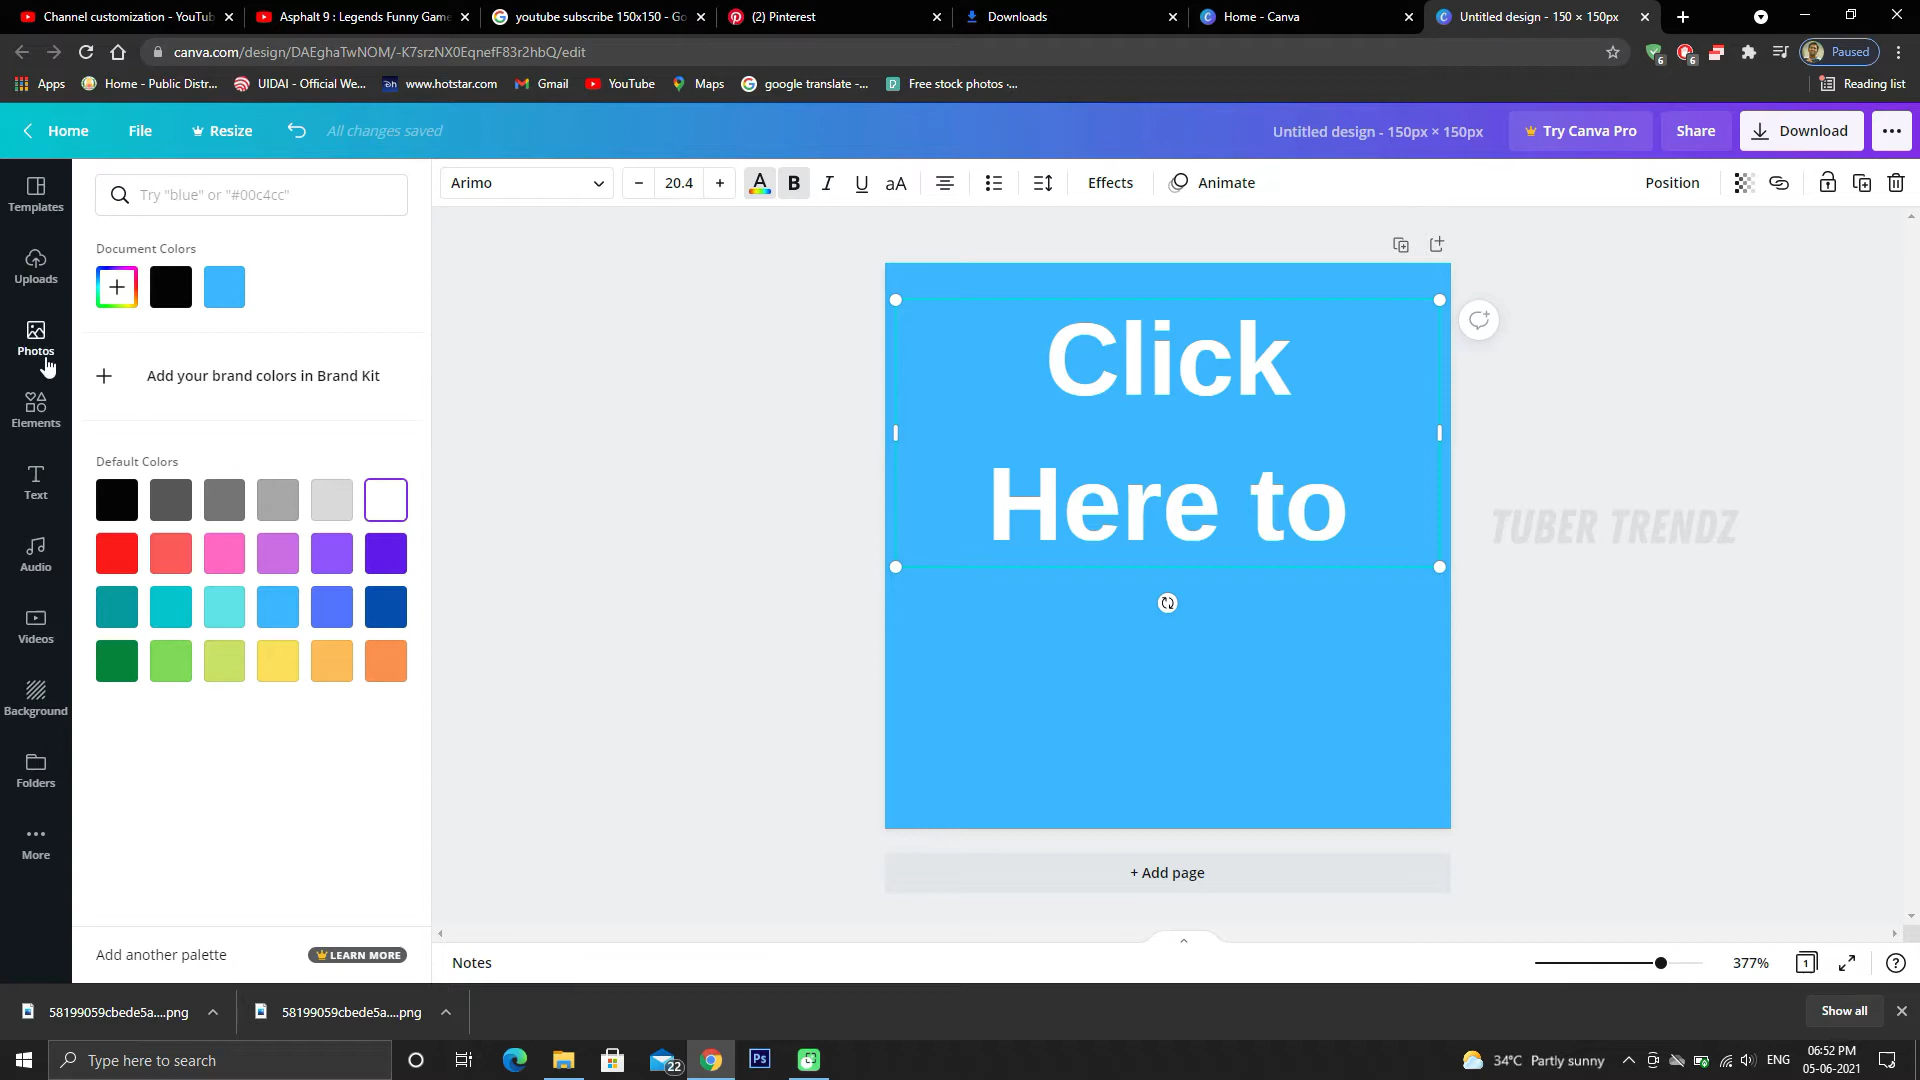 Channel customization - YouTub
Asphalt 9 : Legends Funny Game
youtube subscribe 150x150 - Go
(2) Pinterest
Downloads
Home - Canva
Untitled design - 150 × 150px
canva.com/design/DAEghaTwNOM/-K7srzNX0EqnefF83r2hbQ/edit
6
6
Paused
Apps
Home - Public Distr...
UIDAI - Official We...
www.hotstar.com
Gmail
YouTube
Maps
google translate -...
Free stock photos -...
Reading list
Home
File
Resize
All changes saved
Untitled design - 150px × 150px
Try Canva Pro
Share
Download
Templates
Uploads
Photos
Elements
Text
Audio
Videos
Background
Folders
More
Try "blue" or "#00c4cc"
Document Colors
Add your brand colors in Brand Kit
Default Colors
Add another palette
LEARN MORE
Arimo
20.4
A
B
I
U
aA
Effects
Animate
Position
Click
Here to
TUBER TRENDZ
+ Add page
Notes
377%
1
58199059cbede5a....png
58199059cbede5a....png
Show all
Type here to search
22
Ps
34°C Partly sunny
ENG
06:52 PM
05-06-2021